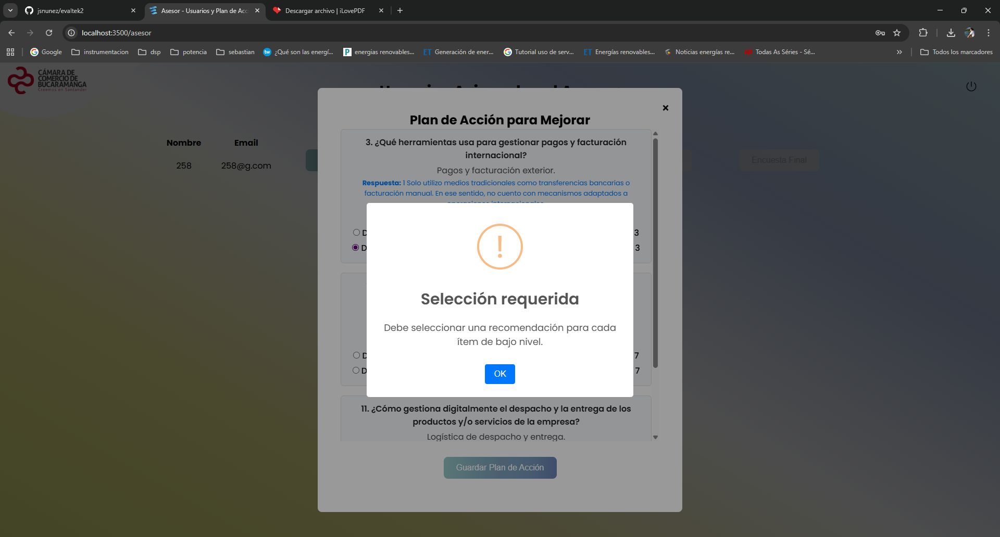 jsnunez/evaltek2
Asesor - Usuarios y Plan de Acc
Descargar archivo | iLovePDF
localhost:3500/asesor
Google
instrumentacion
dsp
potencia
sebastian
tw
¿Qué son las energí...
energias renovables...
ET
Generación de ener...
Tutorial uso de serv...
ET
Energías renovables...
Noticias energías re...
Todas As Séries - Sé...
Todos los marcadores
CÁMARA DE
COMERCIO DE
BUCARAMANGA
Creemos en Santander
Plan de Acción para Mejorar
Nombre
Email
258
258@g.com
Encuesta Final
3. ¿Qué herramientas usa para gestionar pagos y facturación
internacional?
Pagos y facturación exterior.
Respuesta: 1 Solo utilizo medios tradicionales como transferencias bancarias o
facturación manual. En ese sentido, no cuento con mecanismos adaptados a
D
3
D
3
Selección requerida
Debe seleccionar una recomendación para cada
ítem de bajo nivel.
D
7
D
7
OK
11. ¿Cómo gestiona digitalmente el despacho y la entrega de los
productos y/o servicios de la empresa?
Logística de despacho y entrega.
Guardar Plan de Acción